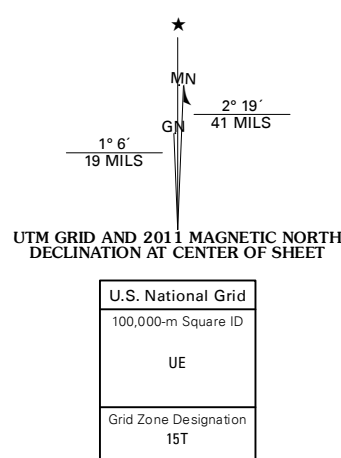 ★
MN
GN
2° 19´
41 MILS
1° 6´
19 MILS
UTM GRID AND 2011 MAGNETIC NORTH
DECLINATION AT CENTER OF SHEET
U.S. National Grid
100,000-m Square ID
UE
Grid Zone Designation
15T